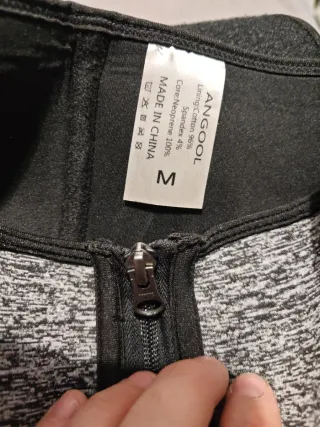 ANGOOL
Lining:Cotton 96%
Spandex 4%
Core:Neoprene 100%
MADE IN CHINA
M